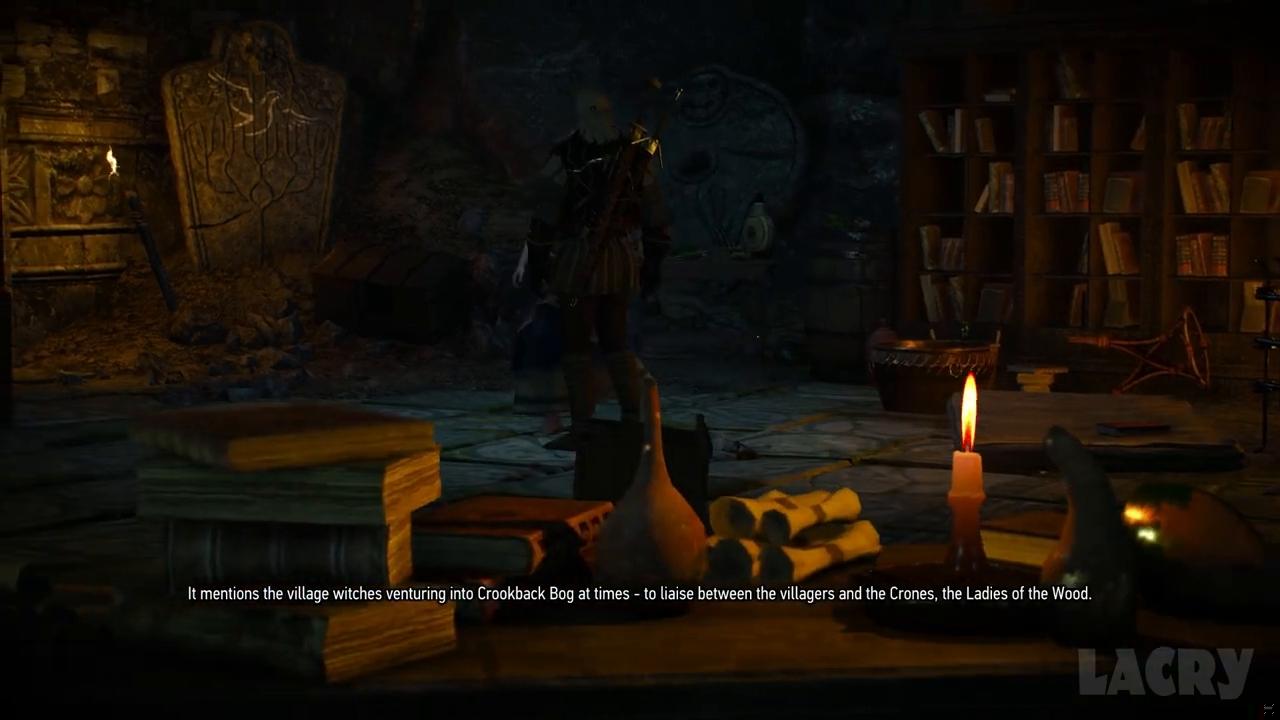 It mentions the village witches venturing into Crookback Bog at times - to liaise between the villagers and the Crones, the Ladies of the Wood.
LACRY